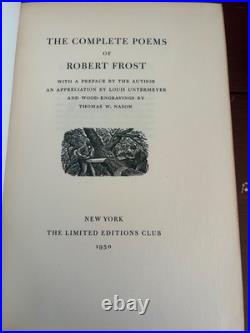 THE COMPLETE POEMS
OF
ROBERT FROST
WITH A PREFACE BY THE AUTHOR
AN APPRECIATION BY LOUIS UNTERMEYER
AND WOOD-ENGRAVINGS BY
THOMAS W. NASON
NEW YORK
THE LIMITED EDITIONS CLUB
1950